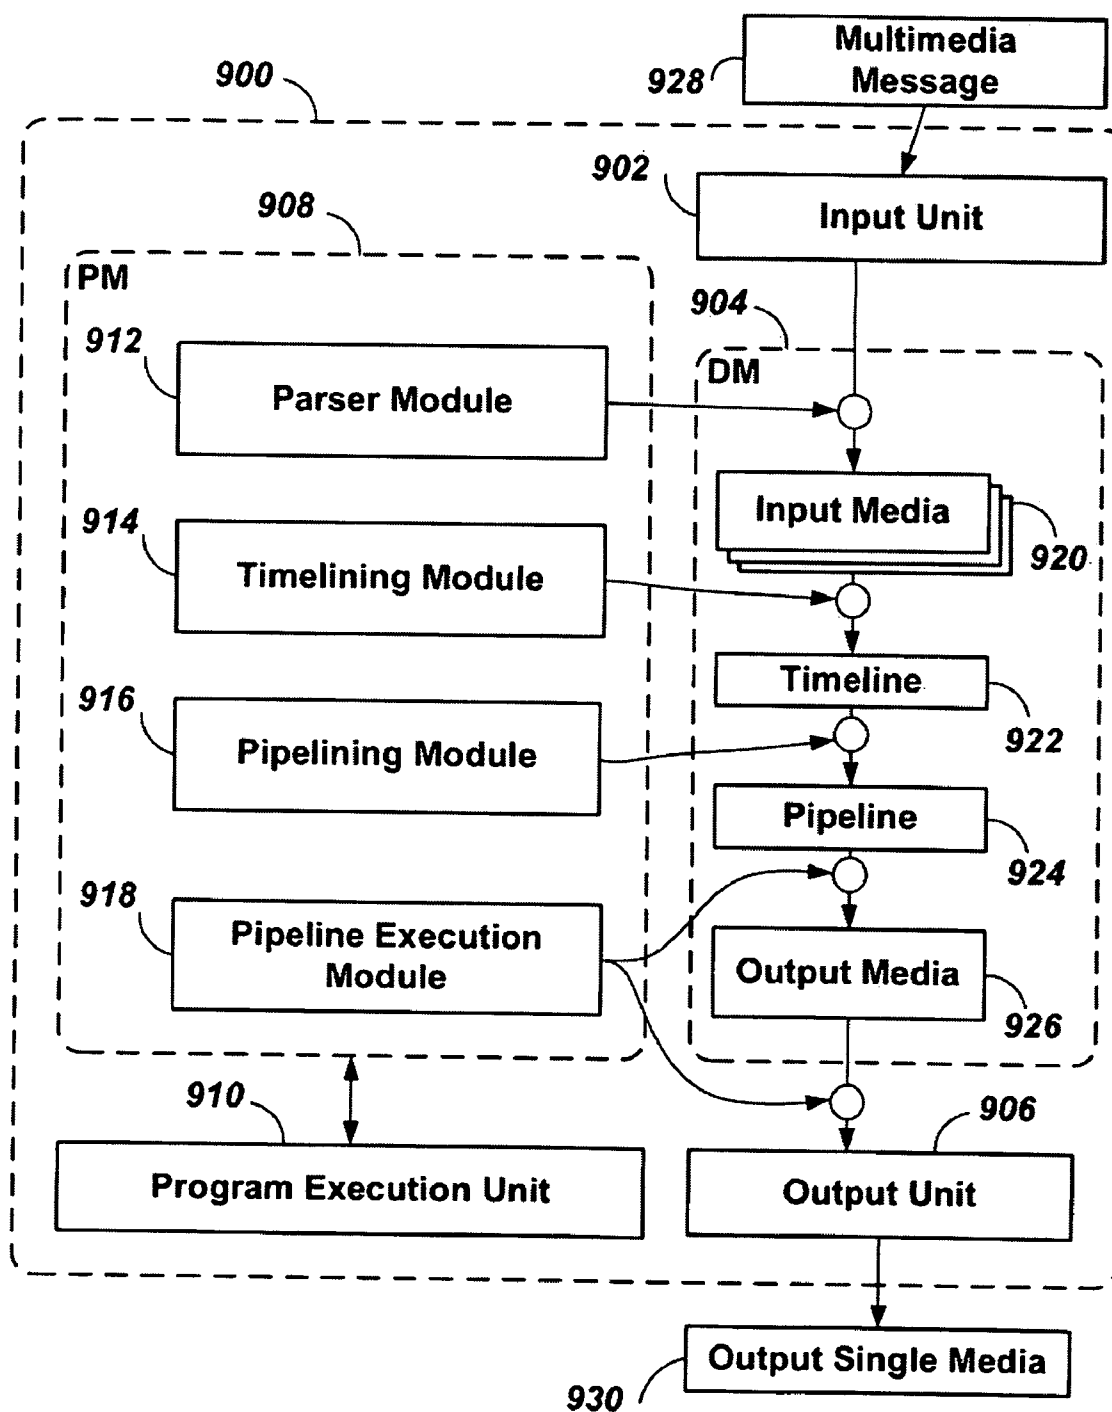 Multimedia
Message
928
900
902
Input Unit
908
PM
904
DM
912
Parser Module
Input Media
920
914
Timelining Module
Timeline
922
916
Pipelining Module
Pipeline
924
918
Pipeline Execution
Module
Output Media
926
910
Program Execution Unit
906
Output Unit
Output Single Media
930